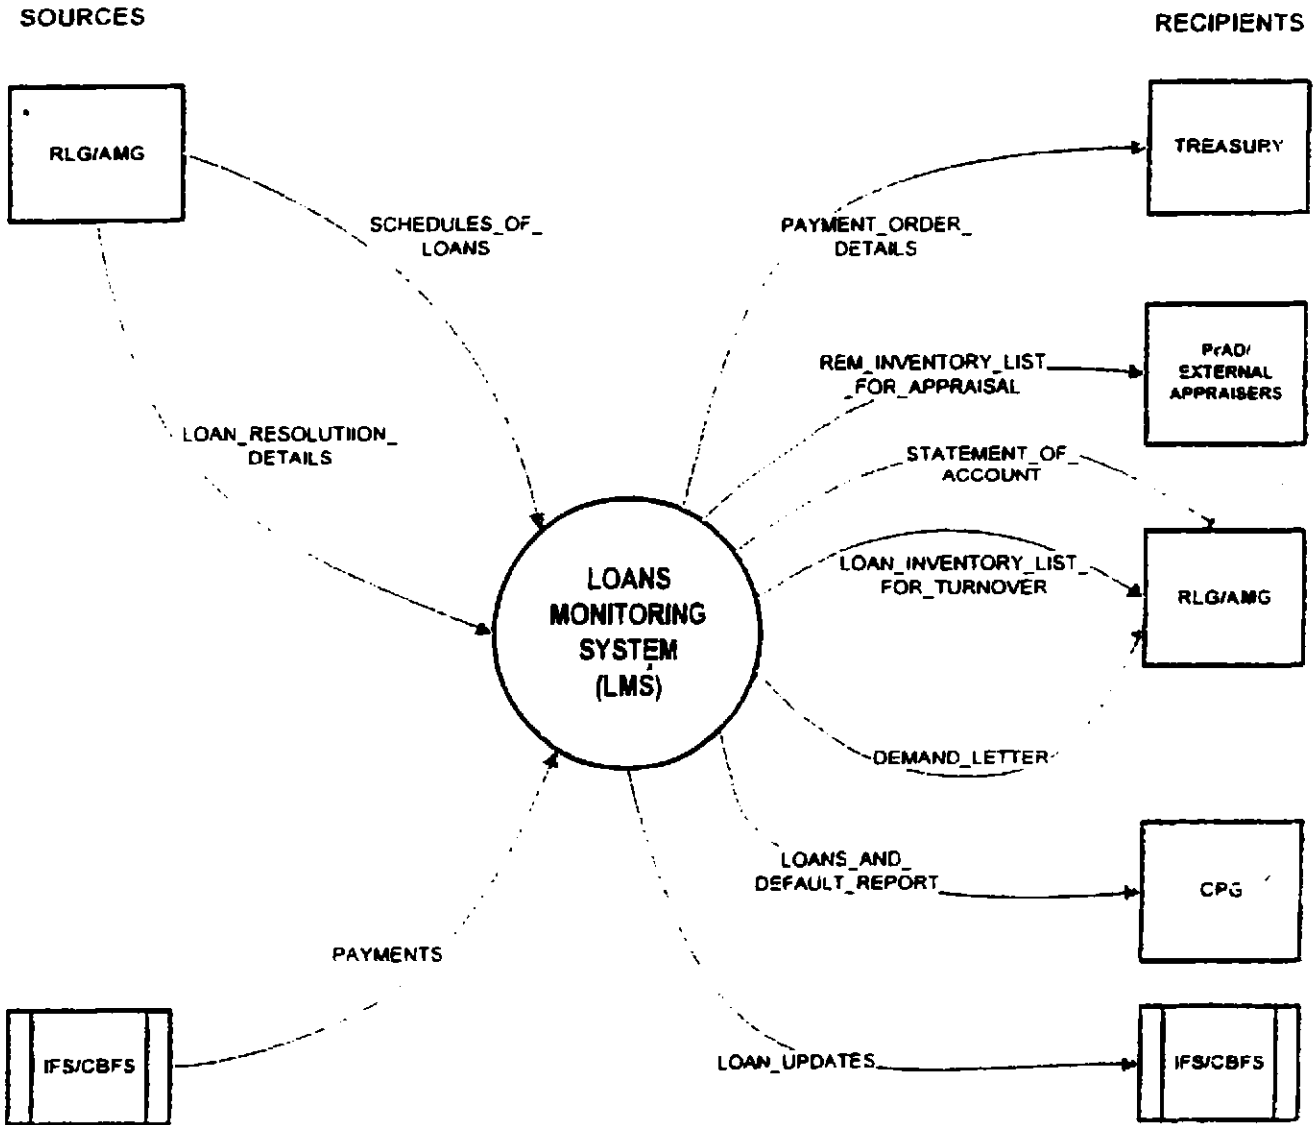 SOURCES
RECIPIENTS
RLG/AMG
TREASURY
SCHEDULES_OF_
LOANS
PAYMENT_ORDER_
DETAILS
REM_INVENTORY_LIST
_FOR_APPRAISAL
PrAD/
EXTERNAL
APPRAISERS
LOAN_RESOLUTIION_
DETAILS
STATEMENT_OF_
ACCOUNT
LOANS
MONITORING
SYSTEM
(LMS)
LOAN_INVENTORY_LIST_
FOR_TURNOVER
RLG/AMG
DEMAND_LETTER
LOANS_AND_
DEFAULT_REPORT
CPG
PAYMENTS
IFS/CBFS
LOAN_UPDATES
IFS/CBFS